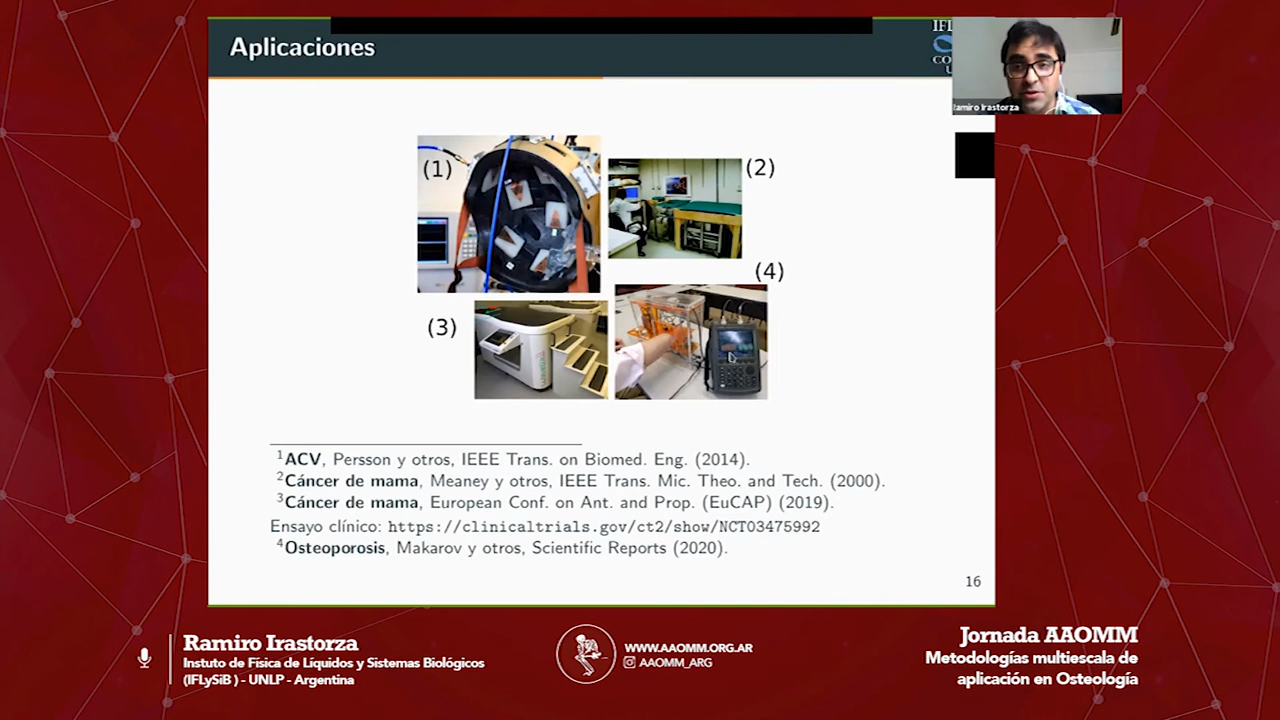 Aplicaciones
IFL
CO
U
Ramiro Irastorza
(1)
(2)
(3)
(4)
1ACV, Persson y otros, IEEE Trans. on Biomed. Eng. (2014).
2Cáncer de mama, Meaney y otros, IEEE Trans. Mic. Theo. and Tech. (2000).
3Cáncer de mama, European Conf. on Ant. and Prop. (EuCAP) (2019).
Ensayo clínico: https://clinicaltrials.gov/ct2/show/NCT03475992
4Osteoporosis, Makarov y otros, Scientific Reports (2020).
16
Ramiro Irastorza
Instuto de Física de Líquidos y Sistemas Biológicos
(IFLySiB ) - UNLP - Argentina
WWW.AAOMM.ORG.AR
AAOMM_ARG
Jornada AAOMM
Metodologías multiescala de
aplicación en Osteología